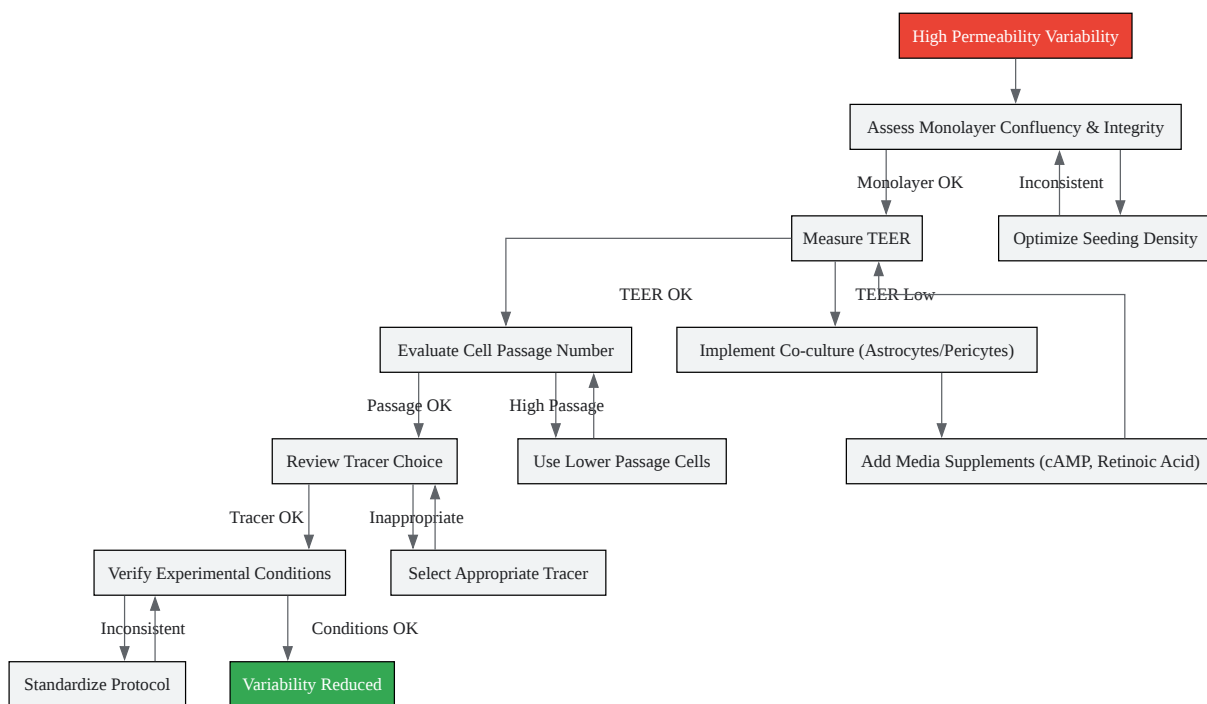 High Permeability Variability
Assess Monolayer Confluency & Integrity
Monolayer OK
Inconsistent
Measure TEER
Optimize Seeding Density
TEER OK
TEER Low
Evaluate Cell Passage Number
Implement Co-culture (Astrocytes/Pericytes)
Passage OK
High Passage
Review Tracer Choice
Use Lower Passage Cells
Add Media Supplements (cAMP, Retinoic Acid)
Tracer OK
Inappropriate
Verify Experimental Conditions
Select Appropriate Tracer
Inconsistent
Conditions OK
Standardize Protocol
Variability Reduced